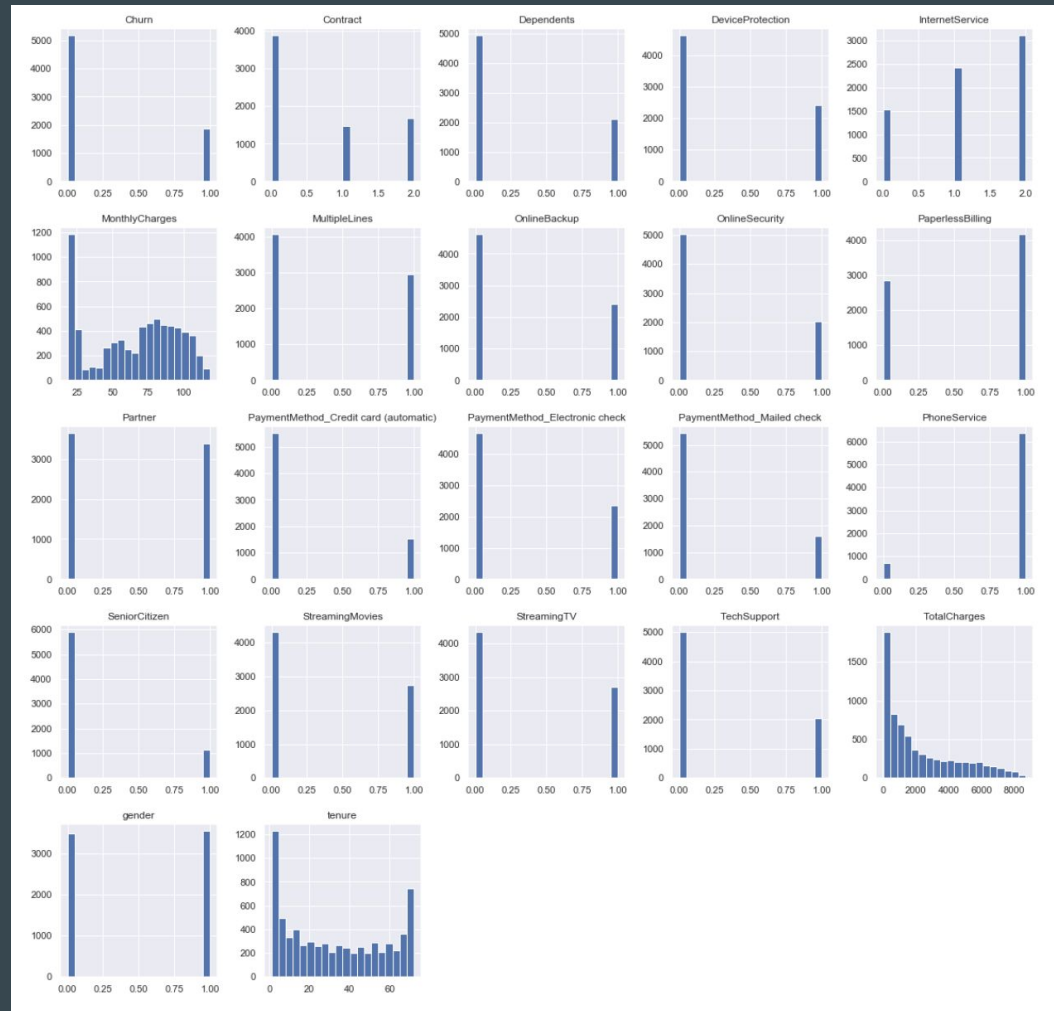 Churn
Contract
Dependents
DeviceProtection
InternetService
5000
4000
3000
2000
1000
0
0.00 0.25 0.50 0.75 1.00
4000
3000
2000
1000
0
0.0 0.5 1.0 1.5 2.0
5000
4000
3000
2000
1000
0
0.00 0.25 0.50 0.75 1.00
4000
3000
2000
1000
0
0.00 0.25 0.50 0.75 1.00
3000
2500
2000
1500
1000
500
0
0.0 0.5 1.0 1.5 2.0
MonthlyCharges
MultipleLines
OnlineBackup
OnlineSecurity
PaperlessBilling
1200
1000
800
600
400
200
0
25 50 75 100
4000
3000
2000
1000
0
0.00 0.25 0.50 0.75 1.00
4000
3000
2000
1000
0
0.00 0.25 0.50 0.75 1.00
5000
4000
3000
2000
1000
0
0.00 0.25 0.50 0.75 1.00
4000
3000
2000
1000
0
0.00 0.25 0.50 0.75 1.00
Partner
PaymentMethod_Credit card (automatic)
PaymentMethod_Electronic check
PaymentMethod_Mailed check
PhoneService
3000
2000
1000
0
0.00 0.25 0.50 0.75 1.00
5000
4000
3000
2000
1000
0
0.00 0.25 0.50 0.75 1.00
4000
3000
2000
1000
0
0.00 0.25 0.50 0.75 1.00
5000
4000
3000
2000
1000
0
0.00 0.25 0.50 0.75 1.00
6000
5000
4000
3000
2000
1000
0
0.00 0.25 0.50 0.75 1.00
SeniorCitizen
StreamingMovies
StreamingTV
TechSupport
TotalCharges
6000
5000
4000
3000
2000
1000
0
0.00 0.25 0.50 0.75 1.00
4000
3000
2000
1000
0
0.00 0.25 0.50 0.75 1.00
4000
3000
2000
1000
0
0.00 0.25 0.50 0.75 1.00
5000
4000
3000
2000
1000
0
0.00 0.25 0.50 0.75 1.00
1500
1000
500
0
0 2000 4000 6000 8000
gender
tenure
3000
2000
1000
0
0.00 0.25 0.50 0.75 1.00
1200
1000
800
600
400
200
0
0 20 40 60